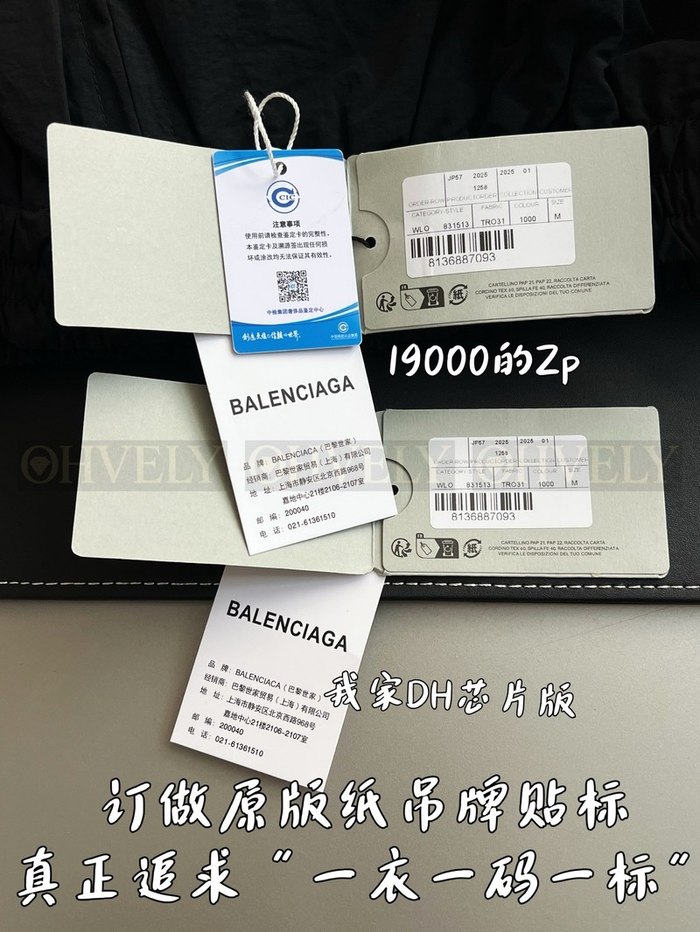 CCIC
注意事项
使用前请检查鉴定卡的完整性。
本鉴定卡及溯源签出现任何损
坏或涂改均无法保证其有效性。
中检集团奢侈品鉴定中心
JP57 2025 2025 01
1258
ORDER-ROW-PRODUCTORDER COLLECTION CUSTOMER
CATEGORY-STYLE FABRIC COLOUR SIZE
WLO 831513 TRO31 1000 M
8136887093
CARTELLINO PAP 21, PAP 22, RACCOLTA CARTA
CORDINO TEX 60, SPILLA FE 40, RACCOLTA DIFFERENZIATA
VERIFICA LE DISPOSIZIONI DEL TUO COMUNE
19000的Zp
BALENCIAGA
品 牌：BALENCIACA（巴黎世家）
经销商：巴黎世家贸易（上海）有限公司
地 址：上海市静安区北京西路968号
嘉地中心21楼2106-2107室
邮 编：200040
电 话：021-61361510
JP57 2025 2025 01
1258
ORDER-ROW-PRODUCTORDER COLLECTION CUSTOMER
CATEGORY-STYLE FABRIC COLOUR SIZE
WLO 831513 TRO31 1000 M
8136887093
CARTELLINO PAP 21, PAP 22, RACCOLTA CARTA
CORDINO TEX 60, SPILLA FE 40, RACCOLTA DIFFERENZIATA
VERIFICA LE DISPOSIZIONI DEL TUO COMUNE
OHVELY OHVELY OHVELY
BALENCIAGA
品 牌：BALENCIACA（巴黎世家）
经销商：巴黎世家贸易（上海）有限公司
地 址：上海市静安区北京西路968号
嘉地中心21楼2106-2107室
邮 编：200040
电 话：021-61361510
我家DH芯片版
订做原版纸吊牌贴标
真正追求“一衣一码一标”